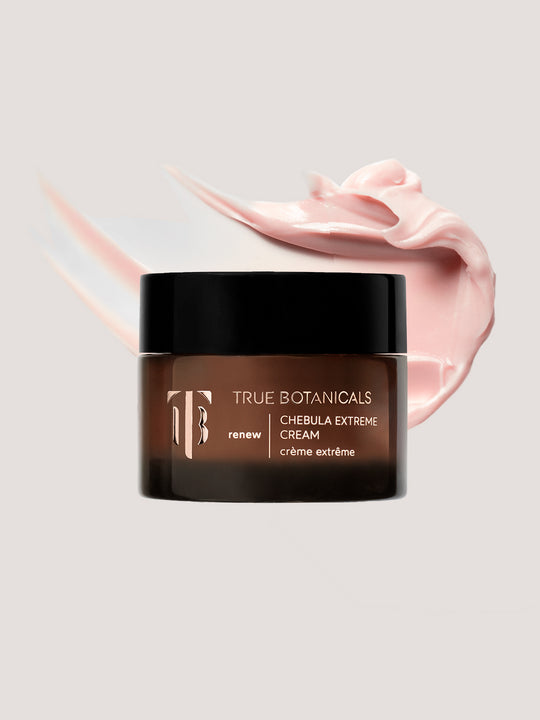 TRUE BOTANICALS
TB
renew
CHEBULA EXTREME
CREAM
crème extrême